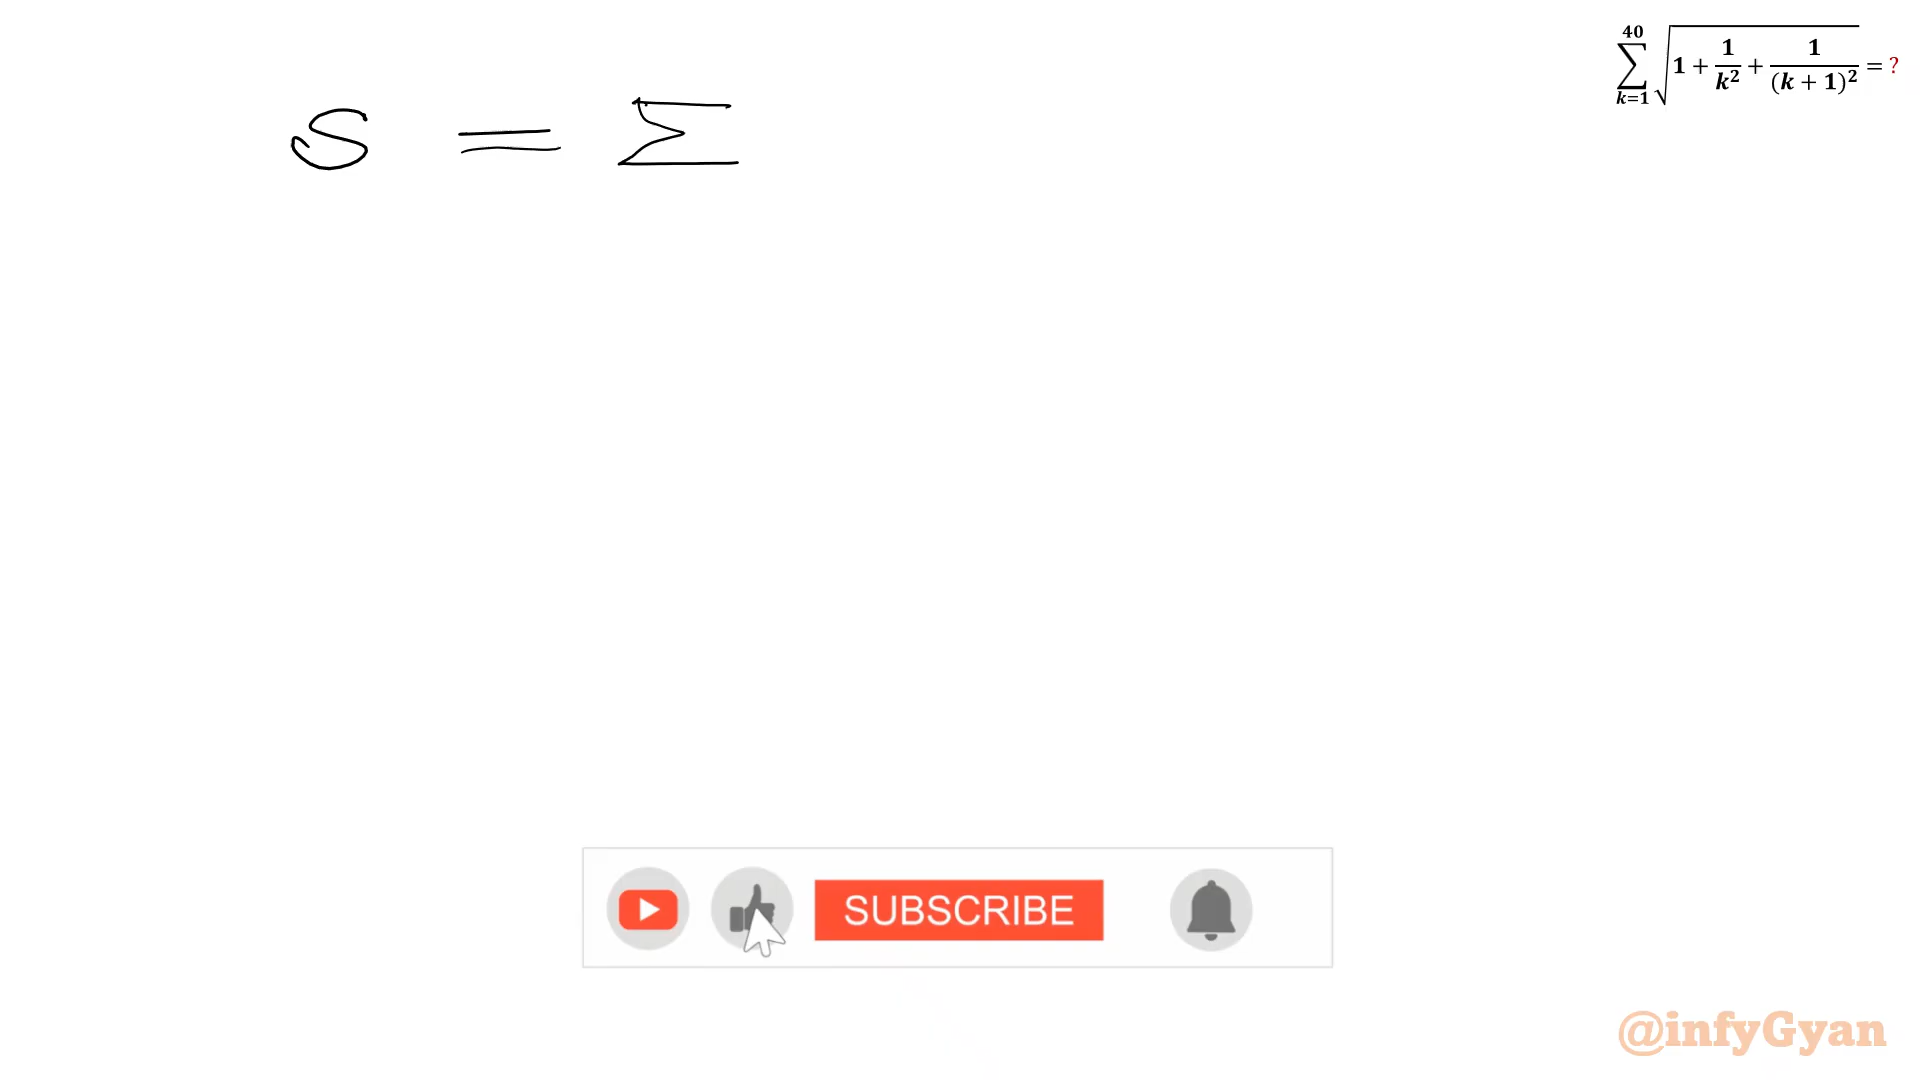 $\sum_{k=1}^{40} \sqrt{1 + \frac{1}{k^2} + \frac{1}{(k+1)^2}} = ?$
S = Σ
SUBSCRIBE
@infyGyan